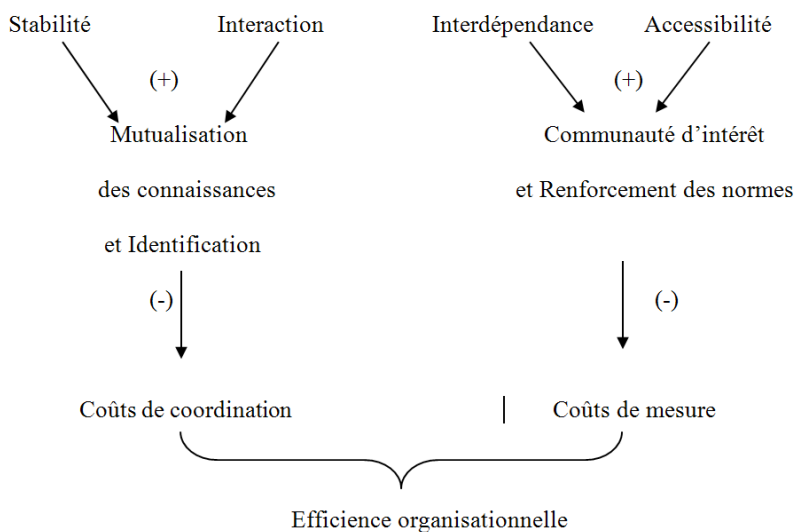 Stabilité Interaction Interdépendance Accessibilité
(+) (+)
Mutualisation Communauté d’intérêt
des connaissances et Renforcement des normes
et Identification
(-) (-)
Coûts de coordination | Coûts de mesure
Efficience organisationnelle